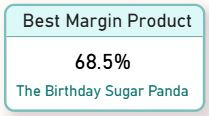 Best Margin Product
68.5%
The Birthday Sugar Panda